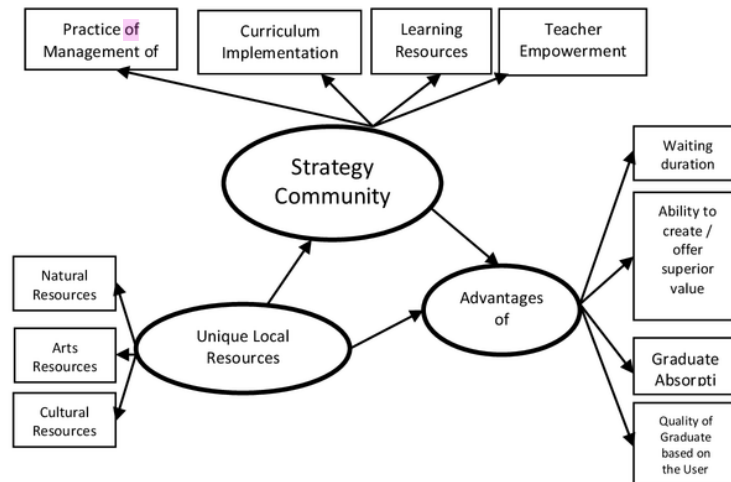 Practice of
Management of
Curriculum
Implementation
Learning
Resources
Teacher
Empowerment
Strategy
Community
Waiting
duration
Ability to
create /
offer
superior
value
Natural
Resources
Unique Local
Resources
Advantages
of
Arts
Resources
Graduate
Absorpti
Cultural
Resources
Quality of
Graduate
based on
the User